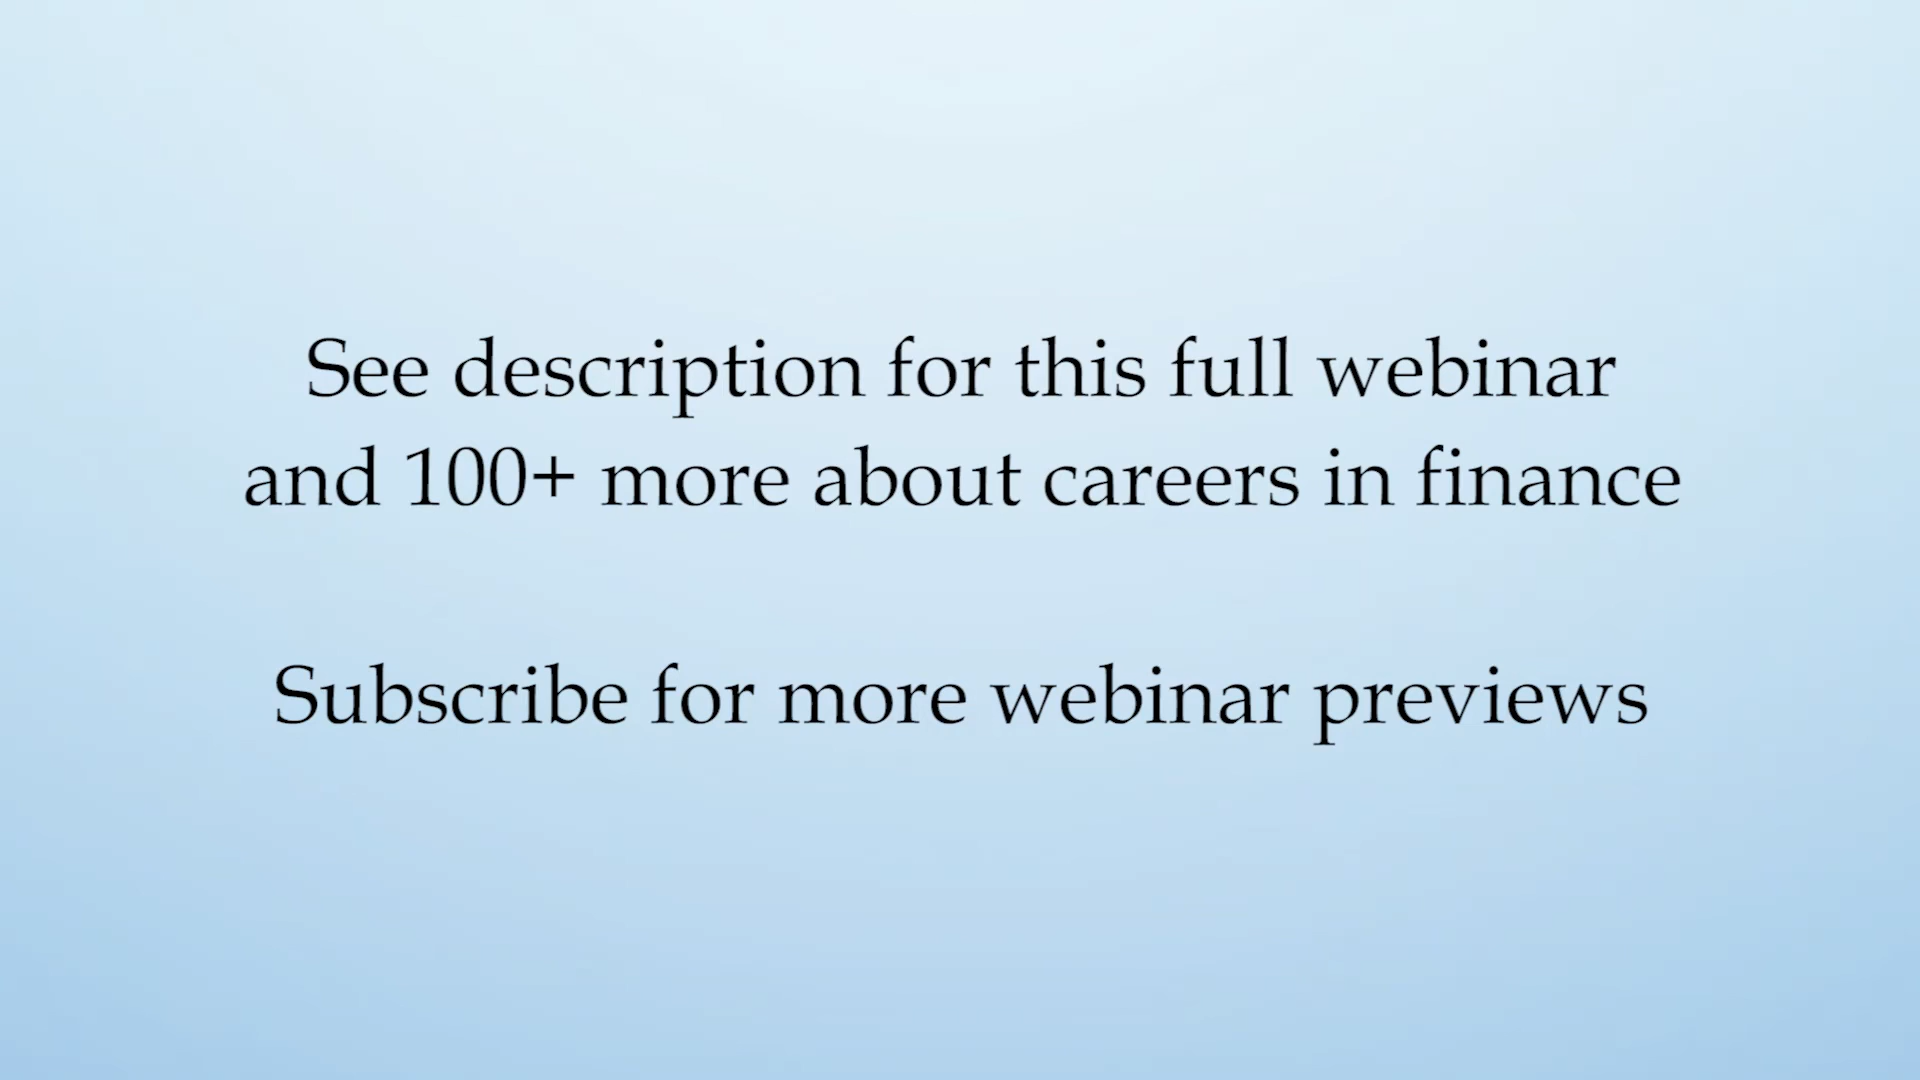 See description for this full webinar
and 100+ more about careers in finance
Subscribe for more webinar previews